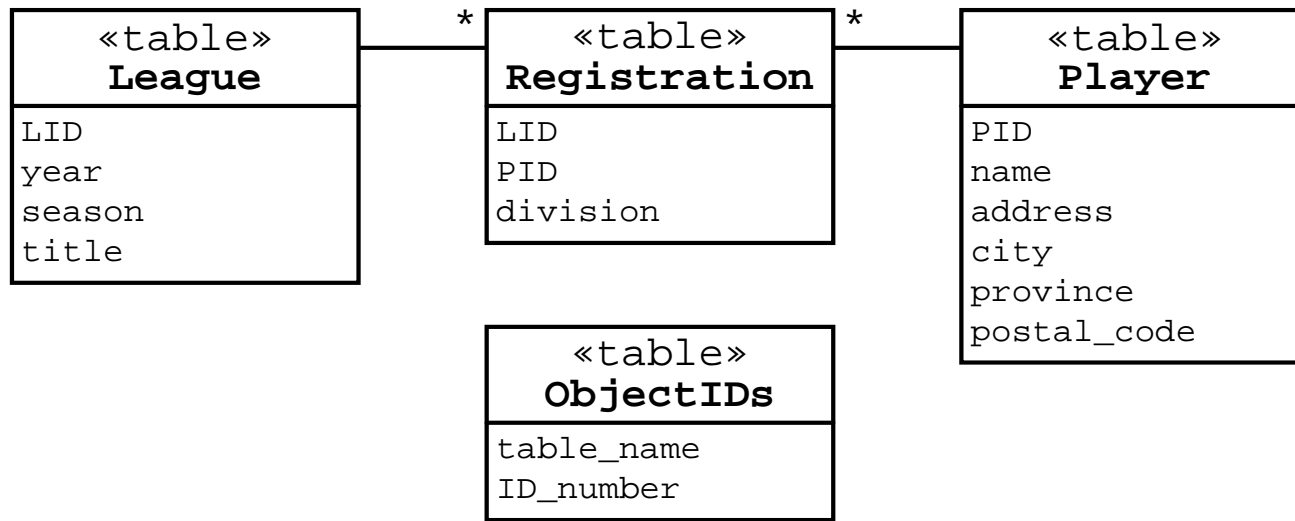 «table»
League
LID
year
season
title
*
«table»
Registration
LID
PID
division
*
«table»
Player
PID
name
address
city
province
postal_code
«table»
ObjectIDs
table_name
ID_number